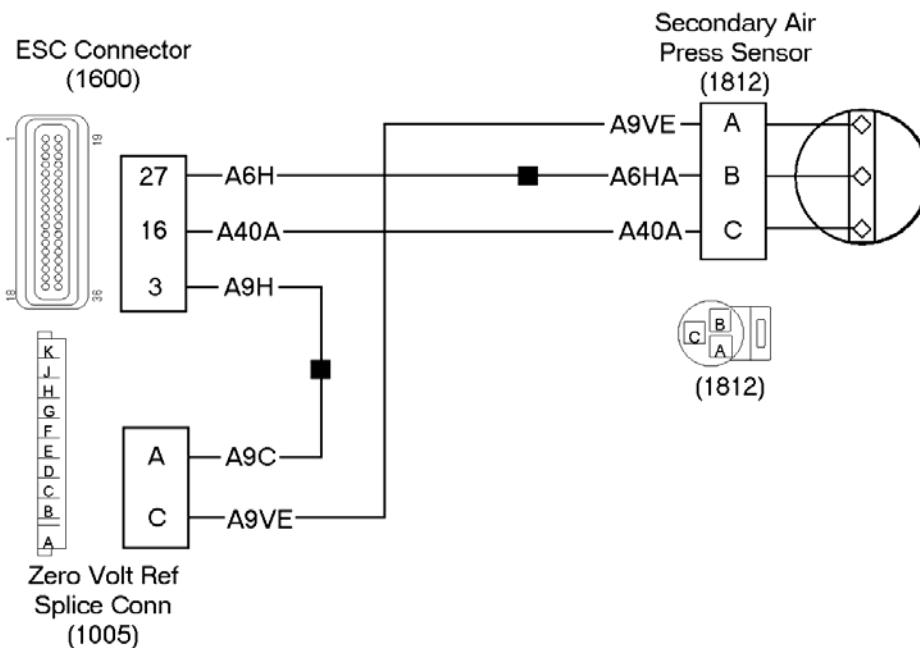 ESC Connector
(1600)
1
19
18
36
27
16
3
A6H
A40A
A9H
Secondary Air
Press Sensor
(1812)
A9VE
A6HA
A40A
A
B
C
B
C
A
(1812)
K
J
H
G
F
E
D
C
B
A
A
C
A9C
A9VE
Zero Volt Ref
Splice Conn
(1005)